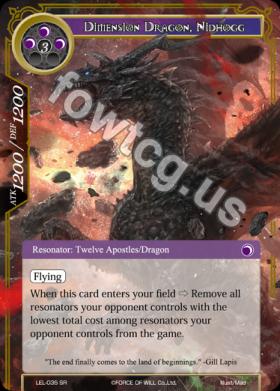 Dimension Dragon, Nidhogg
3
ATK 1200 / DEF 1200
fowtcg.us
Resonator: Twelve Apostles/Dragon
Flying
When this card enters your field ⇨ Remove all
resonators your opponent controls with the
lowest total cost among resonators your
opponent controls from the game.
"The end finally comes to the land of beginnings." -Gill Lapis
LEL-035 SR ©FORCE OF WILL Co.,Ltd. Illust/Mad